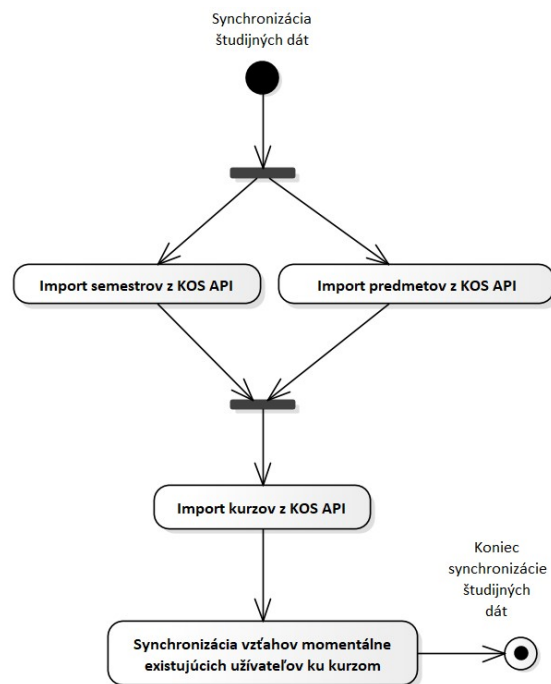 Synchronizácia
študijných dát
Import semestrov z KOS API
Import predmetov z KOS API
Import kurzov z KOS API
Koniec
synchronizácie
študijných
dát
Synchronizácia vzťahov momentálne
existujúcich užívateľov ku kurzom